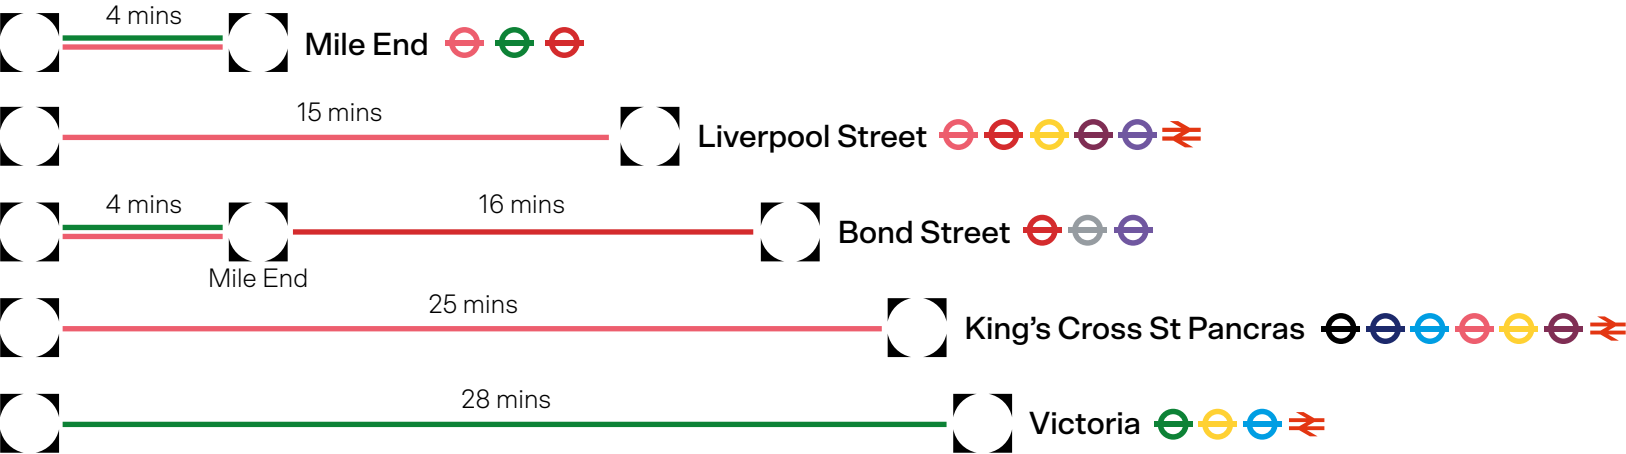 4 mins
Mile End
15 mins
Liverpool Street
4 mins
16 mins
Bond Street
Mile End
25 mins
King’s Cross St Pancras
28 mins
Victoria